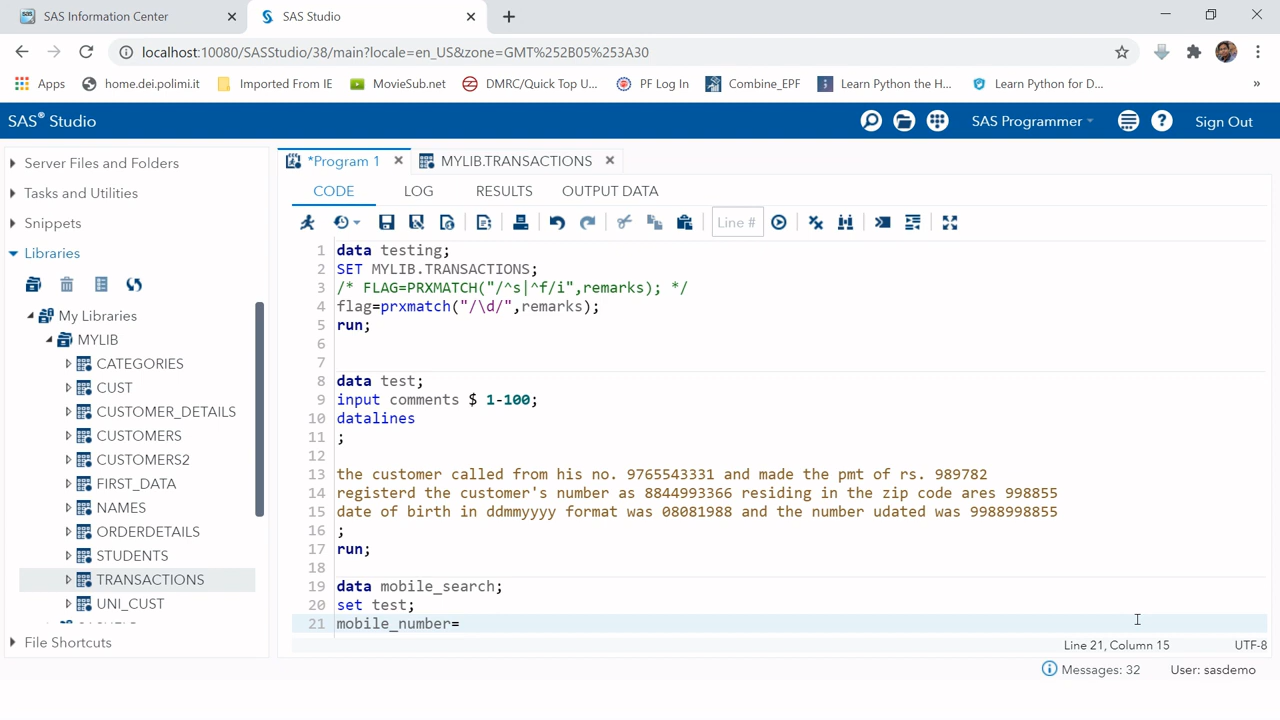 SAS Information Center
SAS Studio
localhost:10080/SASStudio/38/main?locale=en_US&zone=GMT%252B05%253A30
Apps
home.dei.polimi.it
Imported From IE
MovieSub.net
DMRC/Quick Top U...
PF Log In
Combine_EPF
Learn Python the H...
Learn Python for D...
»
SAS® Studio
SAS Programmer
Sign Out
Server Files and Folders
Tasks and Utilities
Snippets
Libraries
My Libraries
MYLIB
CATEGORIES
CUST
CUSTOMER_DETAILS
CUSTOMERS
CUSTOMERS2
FIRST_DATA
NAMES
ORDERDETAILS
STUDENTS
TRANSACTIONS
UNI_CUST
File Shortcuts
*Program 1
MYLIB.TRANSACTIONS
CODE
LOG
RESULTS
OUTPUT DATA
Line #
1 data testing;
2 SET MYLIB.TRANSACTIONS;
3 /* FLAG=PRXMATCH("/^s|^f/i",remarks); */
4 flag=prxmatch("/\d/",remarks);
5 run;
6
7
8 data test;
9 input comments $ 1-100;
10 datalines
11 ;
12
13 the customer called from his no. 9765543331 and made the pmt of rs. 989782
14 registerd the customer's number as 8844993366 residing in the zip code ares 998855
15 date of birth in ddmmyyyy format was 08081988 and the number udated was 9988998855
16 ;
17 run;
18
19 data mobile_search;
20 set test;
21 mobile_number=
Line 21, Column 15
UTF-8
Messages: 32
User: sasdemo